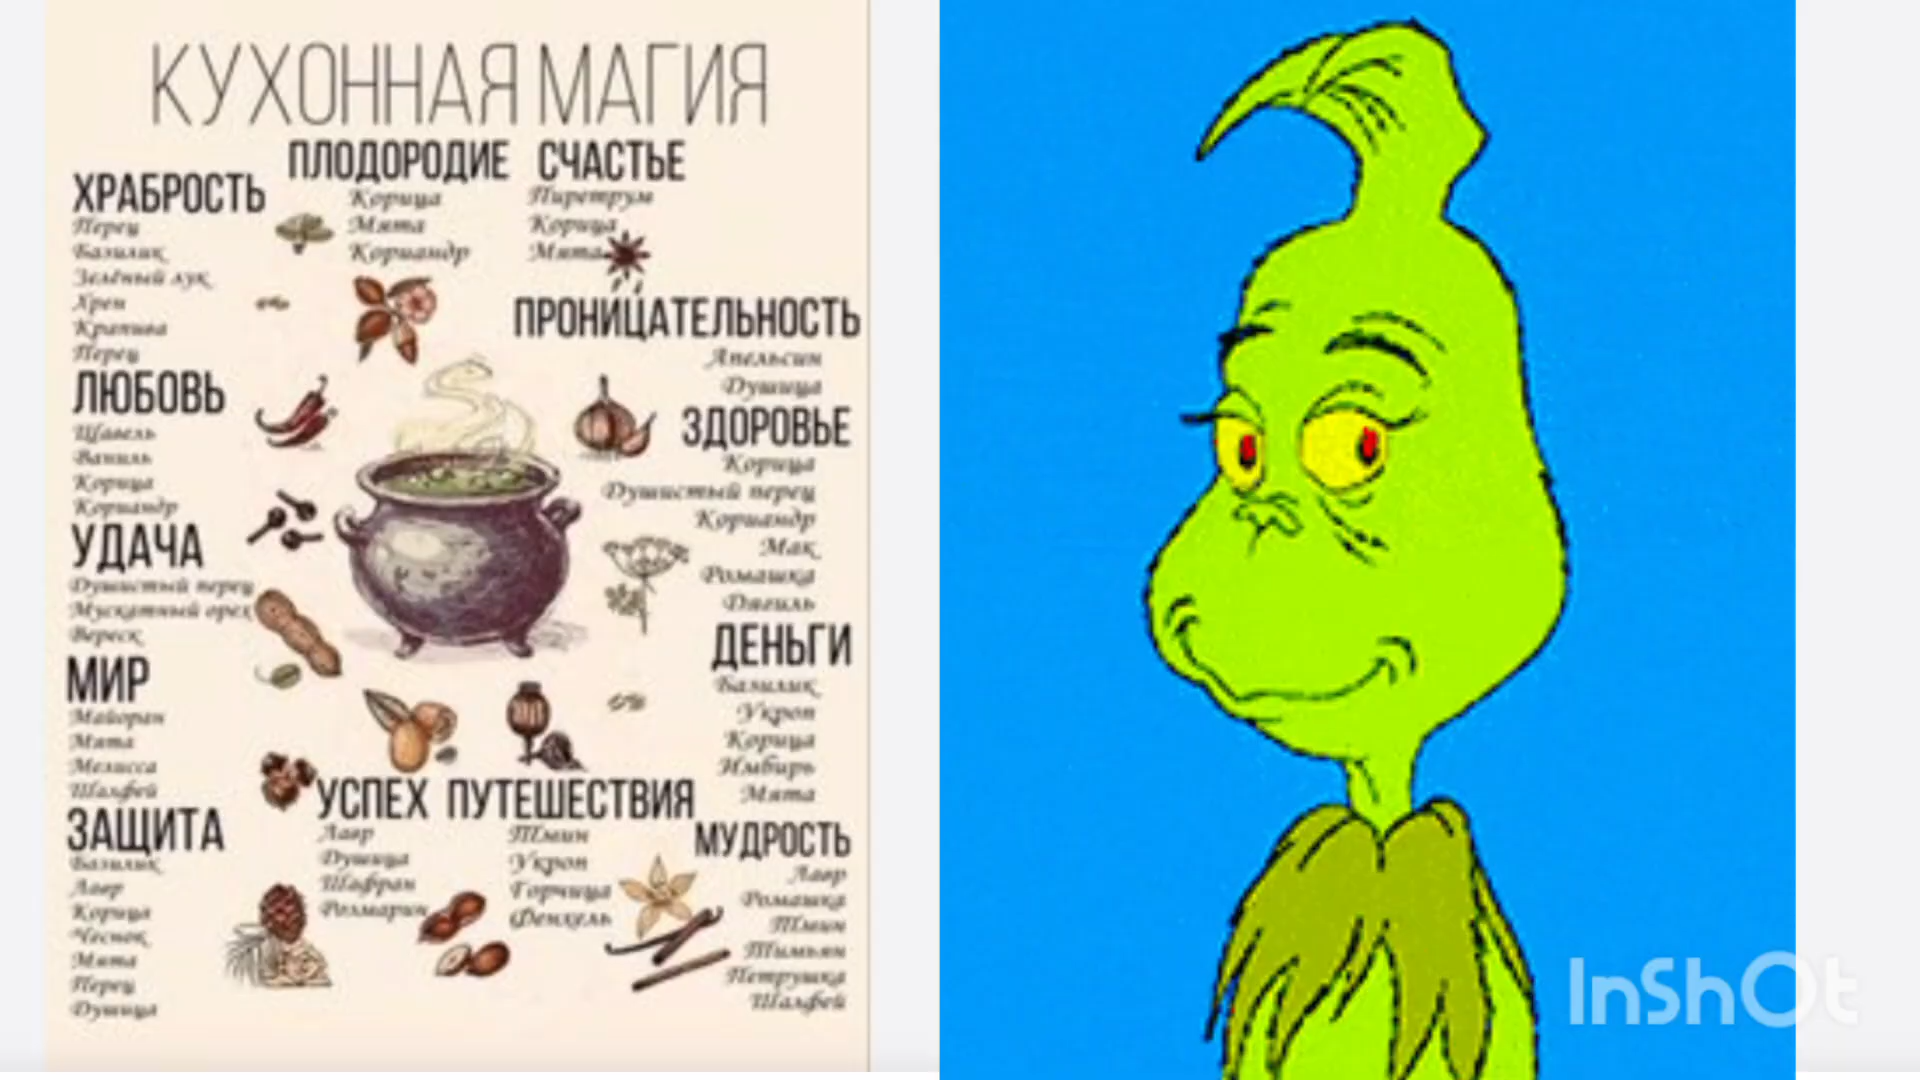 КУХОННАЯ МАГИЯ
ХРАБРОСТЬ
Перец
Базилик
Зелёный лук
Хрен
Крапива
Перец
ПЛОДОРОДИЕ
Корица
Мята
Кориандр
СЧАСТЬЕ
Пиретрум
Корица
Мята
ПРОНИЦАТЕЛЬНОСТЬ
Апельсин
Душица
ЛЮБОВЬ
Щавель
Ваниль
Корица
Кориандр
ЗДОРОВЬЕ
Корица
Душистый перец
Кориандр
Мак
Ромашка
Дягиль
УДАЧА
Душистый перец
Мускатный орех
Вереск
ДЕНЬГИ
Базилик
Укроп
Корица
Имбирь
Мята
МИР
Майоран
Мята
Мелисса
Шалфей
ЗАЩИТА
Базилик
Лавр
Корица
Чеснок
Мята
Перец
Душица
УСПЕХ
Лавр
Душица
Шафран
Розмарин
ПУТЕШЕСТВИЯ
Тмин
Укроп
Горчица
Фенхель
МУДРОСТЬ
Лавр
Ромашка
Тмин
Тимьян
Петрушка
Шалфей
InShOt